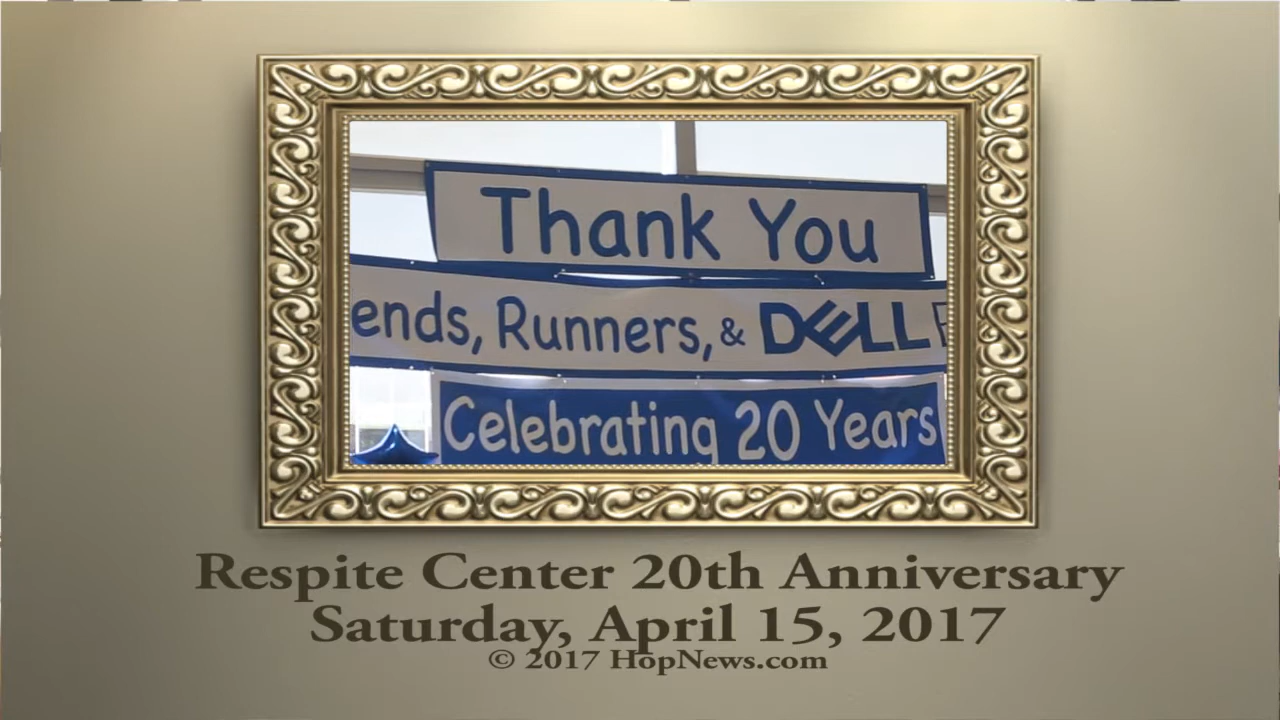 Thank You
ends, Runners, & DELL
Celebrating 20 Years
Respite Center 20th Anniversary
Saturday, April 15, 2017
© 2017 HopNews.com